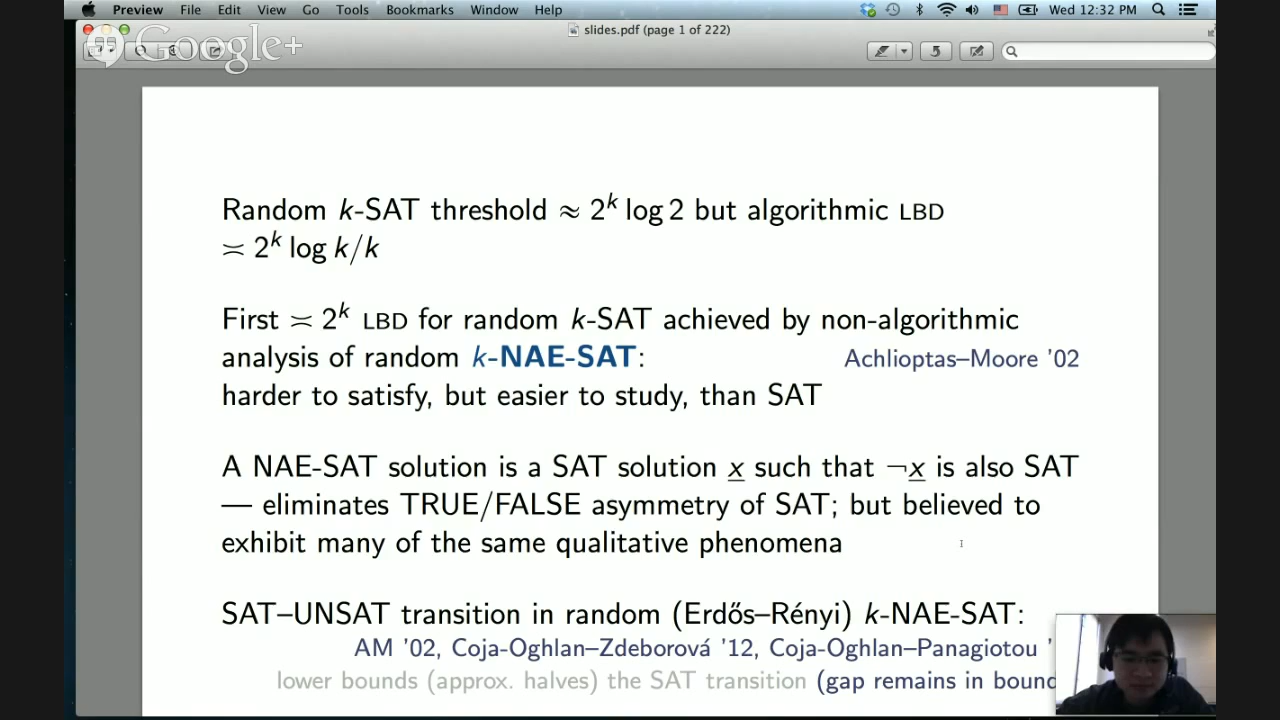 Preview File Edit View Go Tools Bookmarks Window Help Wed 12:32 PM
Google+
slides.pdf (page 1 of 222)
Random k-SAT threshold ≈ 2^k log 2 but algorithmic LBD
≍ 2^k log k/k
First ≍ 2^k LBD for random k-SAT achieved by non-algorithmic
analysis of random k-NAE-SAT: Achlioptas–Moore '02
harder to satisfy, but easier to study, than SAT
A NAE-SAT solution is a SAT solution x such that ¬x is also SAT
— eliminates TRUE/FALSE asymmetry of SAT; but believed to
exhibit many of the same qualitative phenomena
SAT–UNSAT transition in random (Erdős–Rényi) k-NAE-SAT:
AM '02, Coja-Oghlan–Zdeborová '12, Coja-Oghlan–Panagiotou '
lower bounds (approx. halves) the SAT transition (gap remains in bound